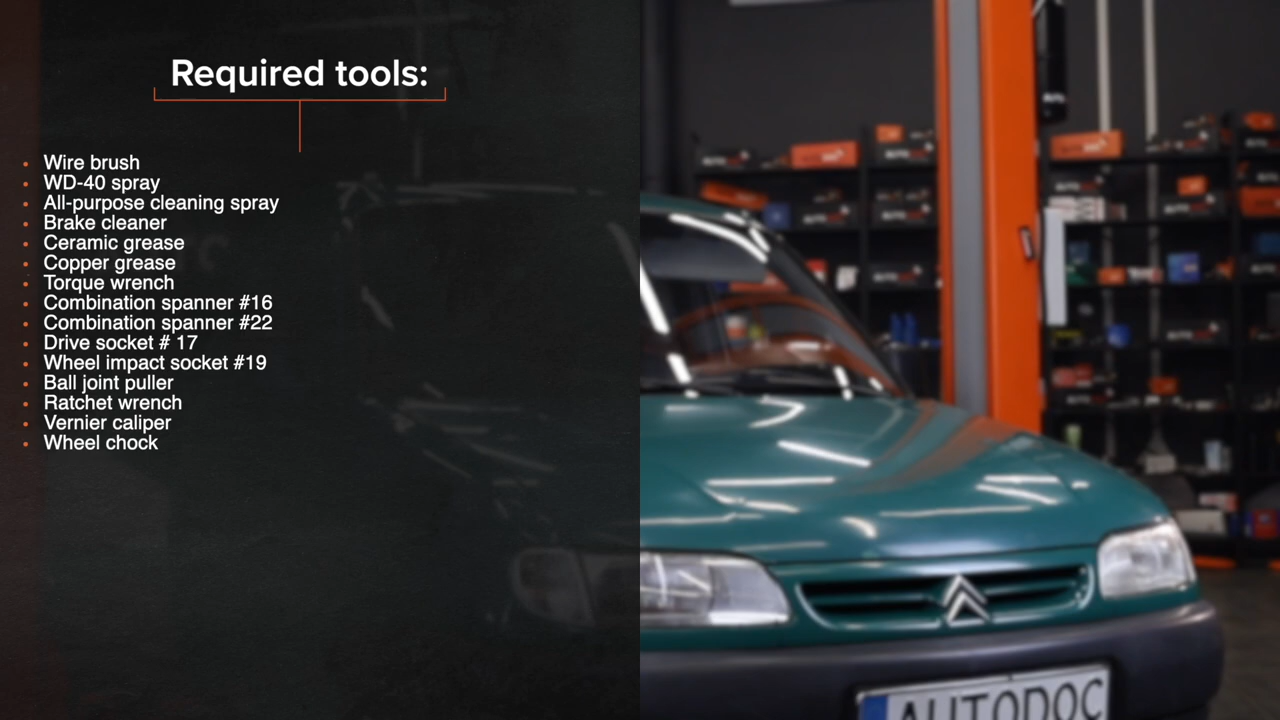 Required tools:
Wire brush
WD-40 spray
All-purpose cleaning spray
Brake cleaner
Ceramic grease
Copper grease
Torque wrench
Combination spanner #16
Combination spanner #22
Drive socket # 17
Wheel impact socket #19
Ball joint puller
Ratchet wrench
Vernier caliper
Wheel chock
AUTODOC